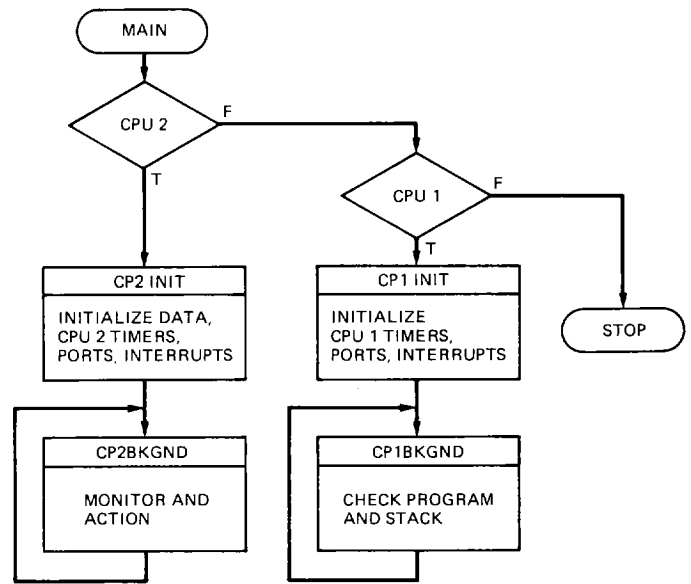 MAIN
CPU 2
F
T
CPU 1
F
T
CP2 INIT
INITIALIZE DATA,
CPU 2 TIMERS,
PORTS, INTERRUPTS
CP1 INIT
INITIALIZE
CPU 1 TIMERS,
PORTS, INTERRUPTS
STOP
CP2BKGND
MONITOR AND
ACTION
CP1BKGND
CHECK PROGRAM
AND STACK